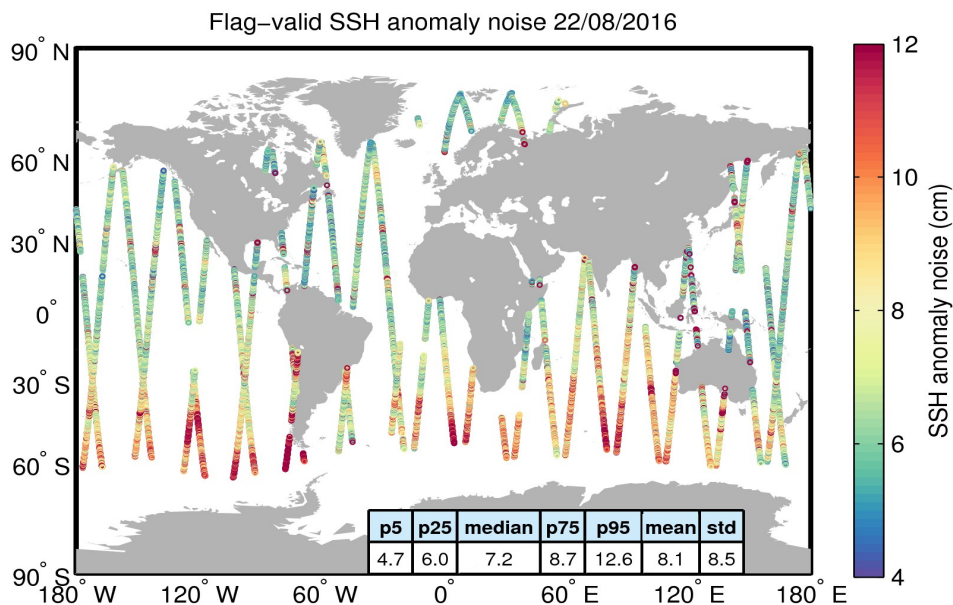 Flag−valid SSH anomaly noise 22/08/2016
90° N
60° N
30° N
0°
30° S
60° S
90° S
180° W
120° W
60° W
0°
60° E
120° E
180° E
p5 p25 median p75 p95 mean std
4.7 6.0 7.2 8.7 12.6 8.1 8.5
12
10
8
6
4
SSH anomaly noise (cm)